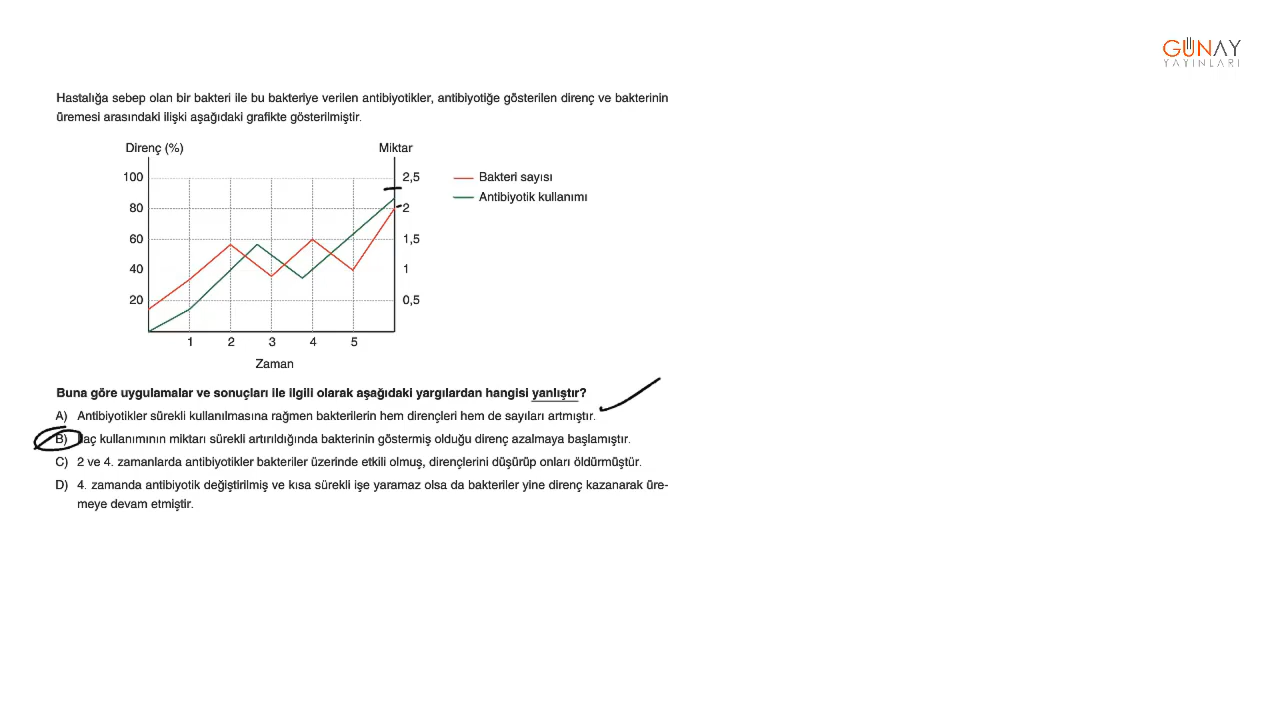 GÜNAY
YAYINLARI
Hastalığa sebep olan bir bakteri ile bu bakteriye verilen antibiyotikler, antibiyotiğe gösterilen direnç ve bakterinin
üremesi arasındaki ilişki aşağıdaki grafikte gösterilmiştir.
Direnç (%) Miktar
100 2,5 Bakteri sayısı
Antibiyotik kullanımı
80 2
60 1,5
40 1
20 0,5
1 2 3 4 5
Zaman
Buna göre uygulamalar ve sonuçları ile ilgili olarak aşağıdaki yargılardan hangisi yanlıştır?
A) Antibiyotikler sürekli kullanılmasına rağmen bakterilerin hem dirençleri hem de sayıları artmıştır.
B) İlaç kullanımının miktarı sürekli artırıldığında bakterinin göstermiş olduğu direnç azalmaya başlamıştır.
C) 2 ve 4. zamanlarda antibiyotikler bakteriler üzerinde etkili olmuş, dirençlerini düşürüp onları öldürmüştür.
D) 4. zamanda antibiyotik değiştirilmiş ve kısa sürekli işe yaramaz olsa da bakteriler yine direnç kazanarak üre-
meye devam etmiştir.